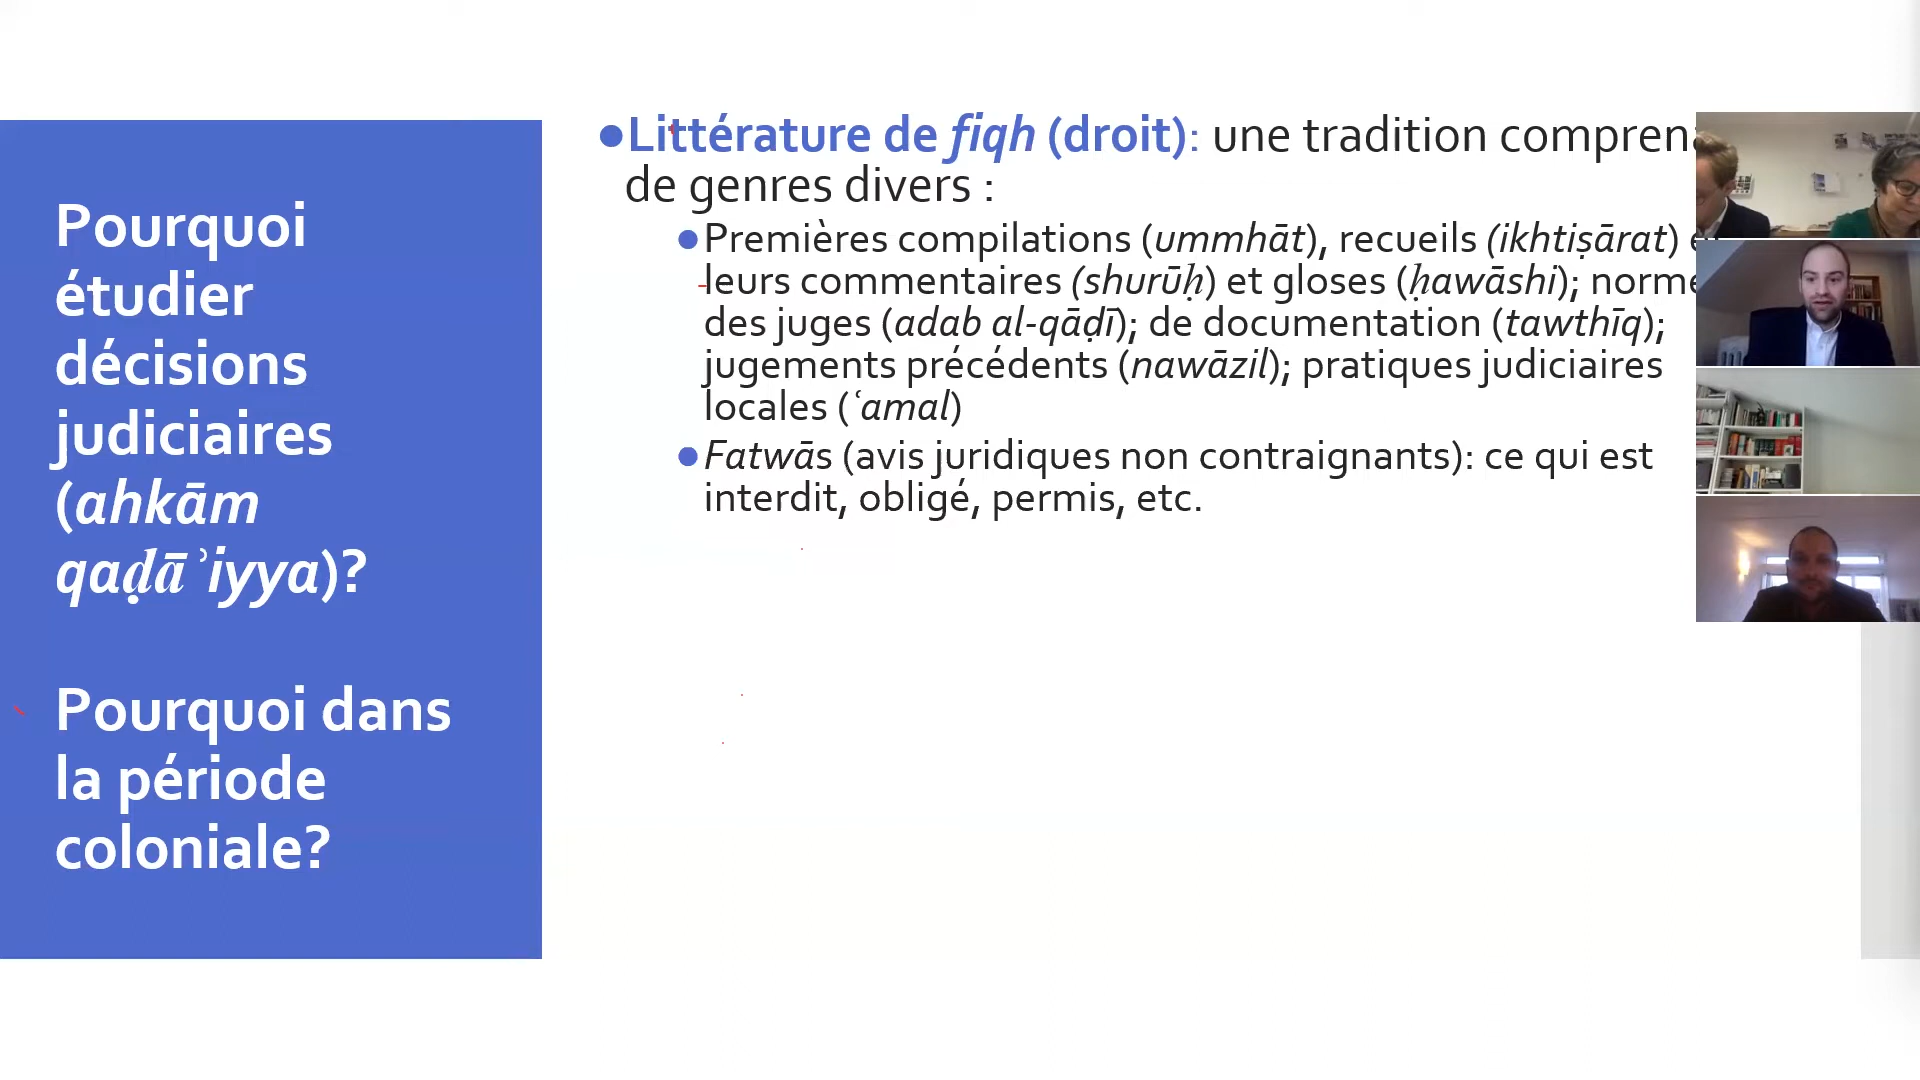 Pourquoi
étudier
décisions
judiciaires
(ahkām
qaḍāʾiyya)?
Pourquoi dans
la période
coloniale?
●Littérature de fiqh (droit): une tradition
de genres divers :
●Premières compilations (ummhāt), recueils (ikhtiṣārat)
leurs commentaires (shurūḥ) et gloses (ḥawāshi);
des juges (adab al-qāḍī); de documentation (tawthīq);
jugements précédents (nawāzil); pratiques judiciaires
locales (ʿamal)
●Fatwās (avis juridiques non contraignants): ce qui est
interdit, obligé, permis, etc.